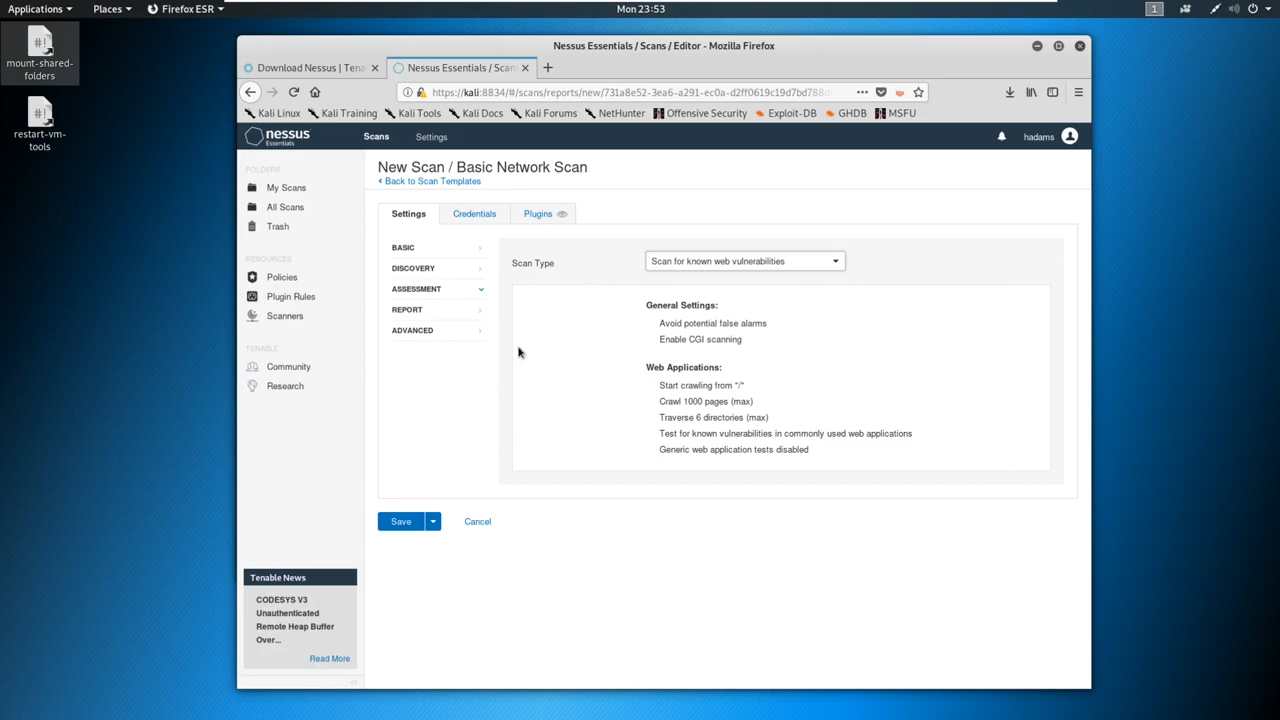 Applications
Places
Firefox ESR
Mon 23:53
1
mount-shared-folders
restart-vm-tools
Nessus Essentials / Scans / Editor - Mozilla Firefox
Download Nessus | Tena
Nessus Essentials / Scan
https://kali:8834/#/scans/reports/new/731a8e52-3ea6-a291-ec0a-d2ff0619c19d7bd788d
Kali Linux
Kali Training
Kali Tools
Kali Docs
Kali Forums
NetHunter
Offensive Security
Exploit-DB
GHDB
MSFU
nessus
Essentials
Scans
Settings
hadams
FOLDERS
My Scans
All Scans
Trash
RESOURCES
Policies
Plugin Rules
Scanners
TENABLE
Community
Research
Tenable News
CODESYS V3
Unauthenticated
Remote Heap Buffer
Over...
Read More
New Scan / Basic Network Scan
Back to Scan Templates
Settings
Credentials
Plugins
BASIC
DISCOVERY
ASSESSMENT
REPORT
ADVANCED
Scan Type
Scan for known web vulnerabilities
General Settings:
Avoid potential false alarms
Enable CGI scanning
Web Applications:
Start crawling from "/"
Crawl 1000 pages (max)
Traverse 6 directories (max)
Test for known vulnerabilities in commonly used web applications
Generic web application tests disabled
Save
Cancel